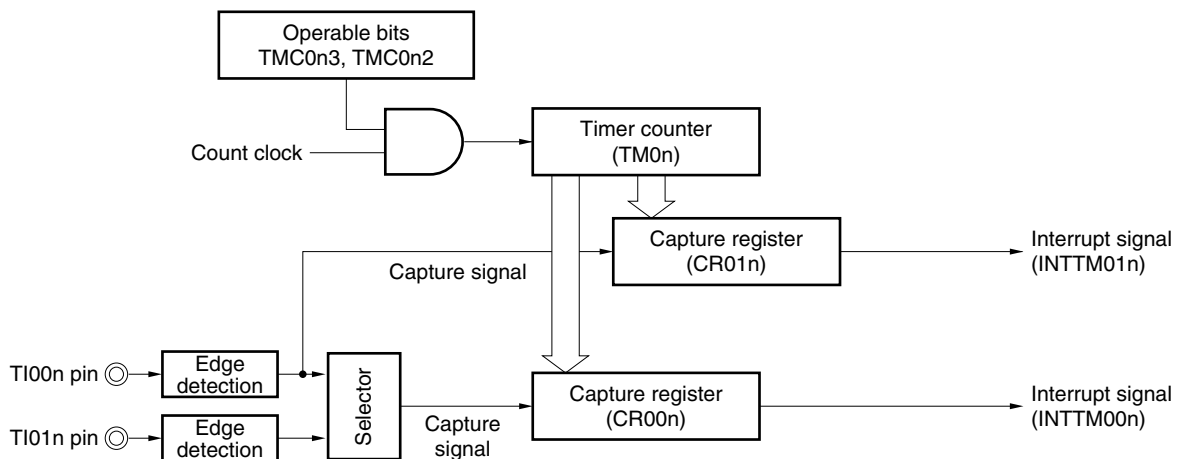 Operable bits
TMC0n3, TMC0n2
Count clock
Timer counter
(TM0n)
Capture register
(CR01n)
Interrupt signal
(INTTM01n)
Capture signal
TI00n pin
Edge
detection
Selector
Capture register
(CR00n)
Interrupt signal
(INTTM00n)
TI01n pin
Edge
detection
Capture
signal